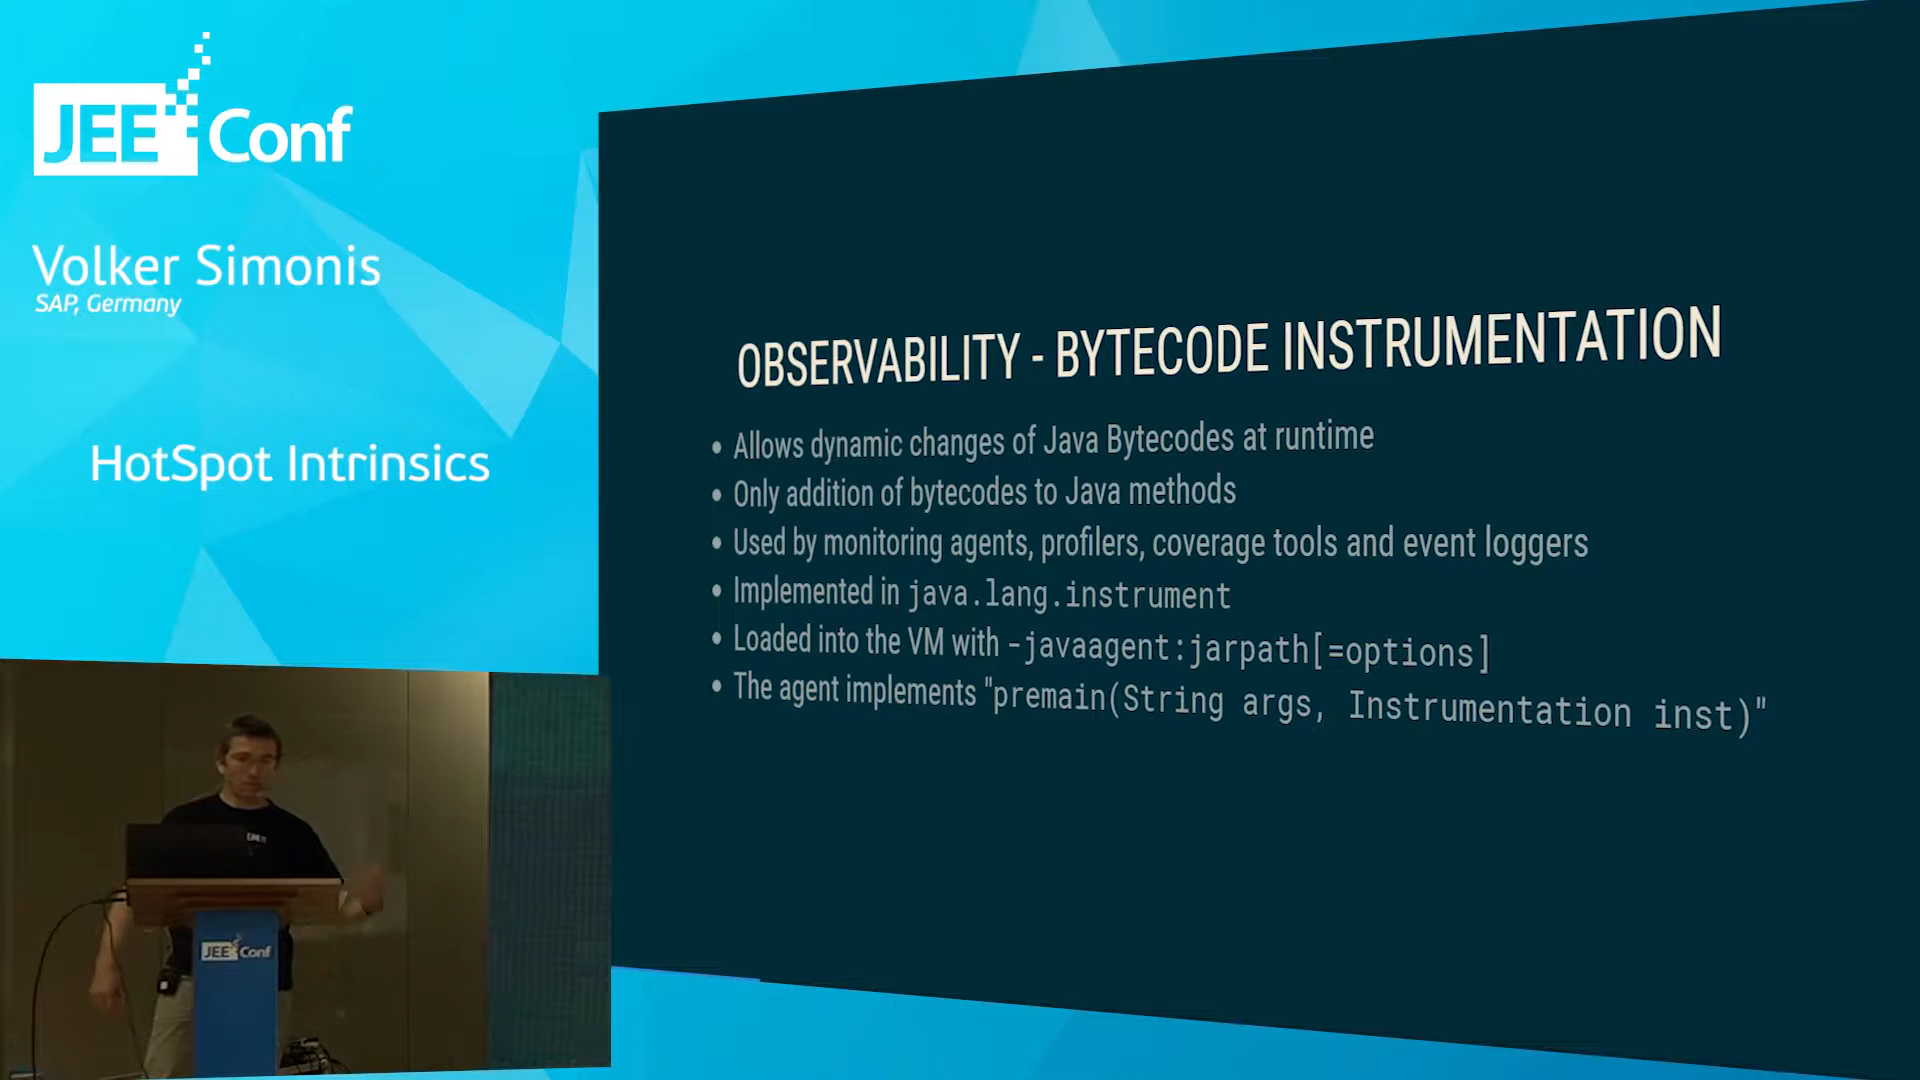 JEE Conf
Volker Simonis
SAP, Germany
HotSpot Intrinsics
OBSERVABILITY - BYTECODE INSTRUMENTATION
• Allows dynamic changes of Java Bytecodes at runtime
• Only addition of bytecodes to Java methods
• Used by monitoring agents, profilers, coverage tools and event loggers
• Implemented in java.lang.instrument
• Loaded into the VM with -javaagent:jarpath[=options]
• The agent implements "premain(String args, Instrumentation inst)"
JEE Conf